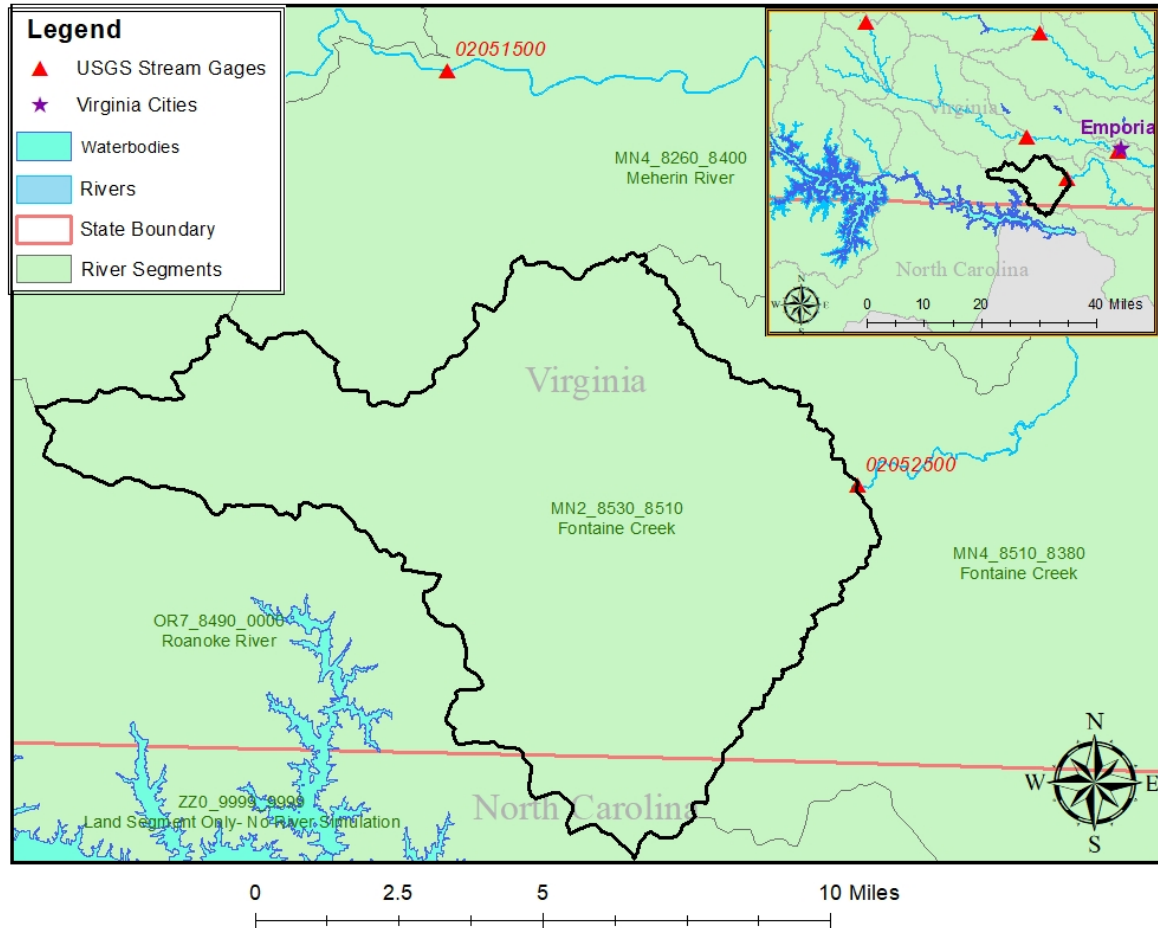 Legend
USGS Stream Gages
Virginia Cities
Waterbodies
Rivers
State Boundary
River Segments
02051500
MN4_8260_8400
Meherin River
Virginia
Emporia
North Carolina
N
W E
S
0 10 20 40 Miles
Virginia
02052500
MN2_8530_8510
Fontaine Creek
MN4_8510_8380
Fontaine Creek
OR7_8490_0000
Roanoke River
ZZ0_9999_9999
Land Segment Only- No River Simulation
North Carolina
N
W E
S
0 2.5 5 10 Miles